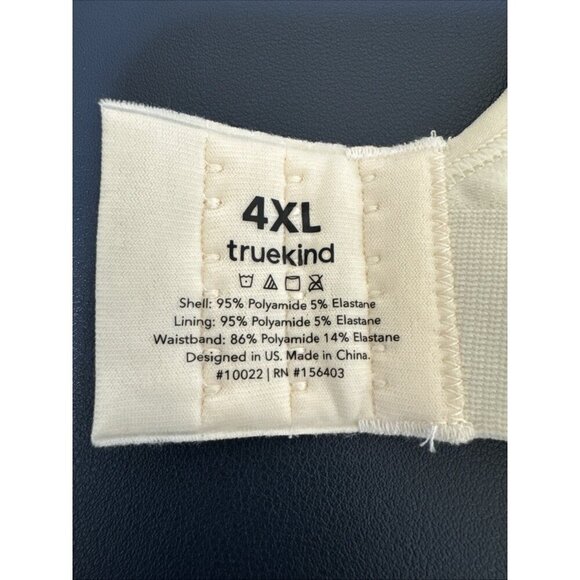 4XL
truekind
Shell: 95% Polyamide 5% Elastane
Lining: 95% Polyamide 5% Elastane
Waistband: 86% Polyamide 14% Elastane
Designed in US. Made in China.
#10022 | RN #156403